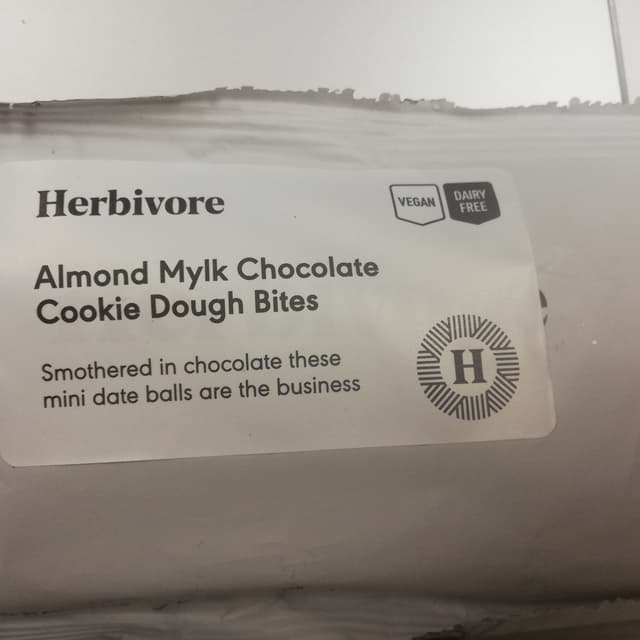 Herbivore
VEGAN
DAIRY
FREE
Almond Mylk Chocolate
Cookie Dough Bites
Smothered in chocolate these
mini date balls are the business
H